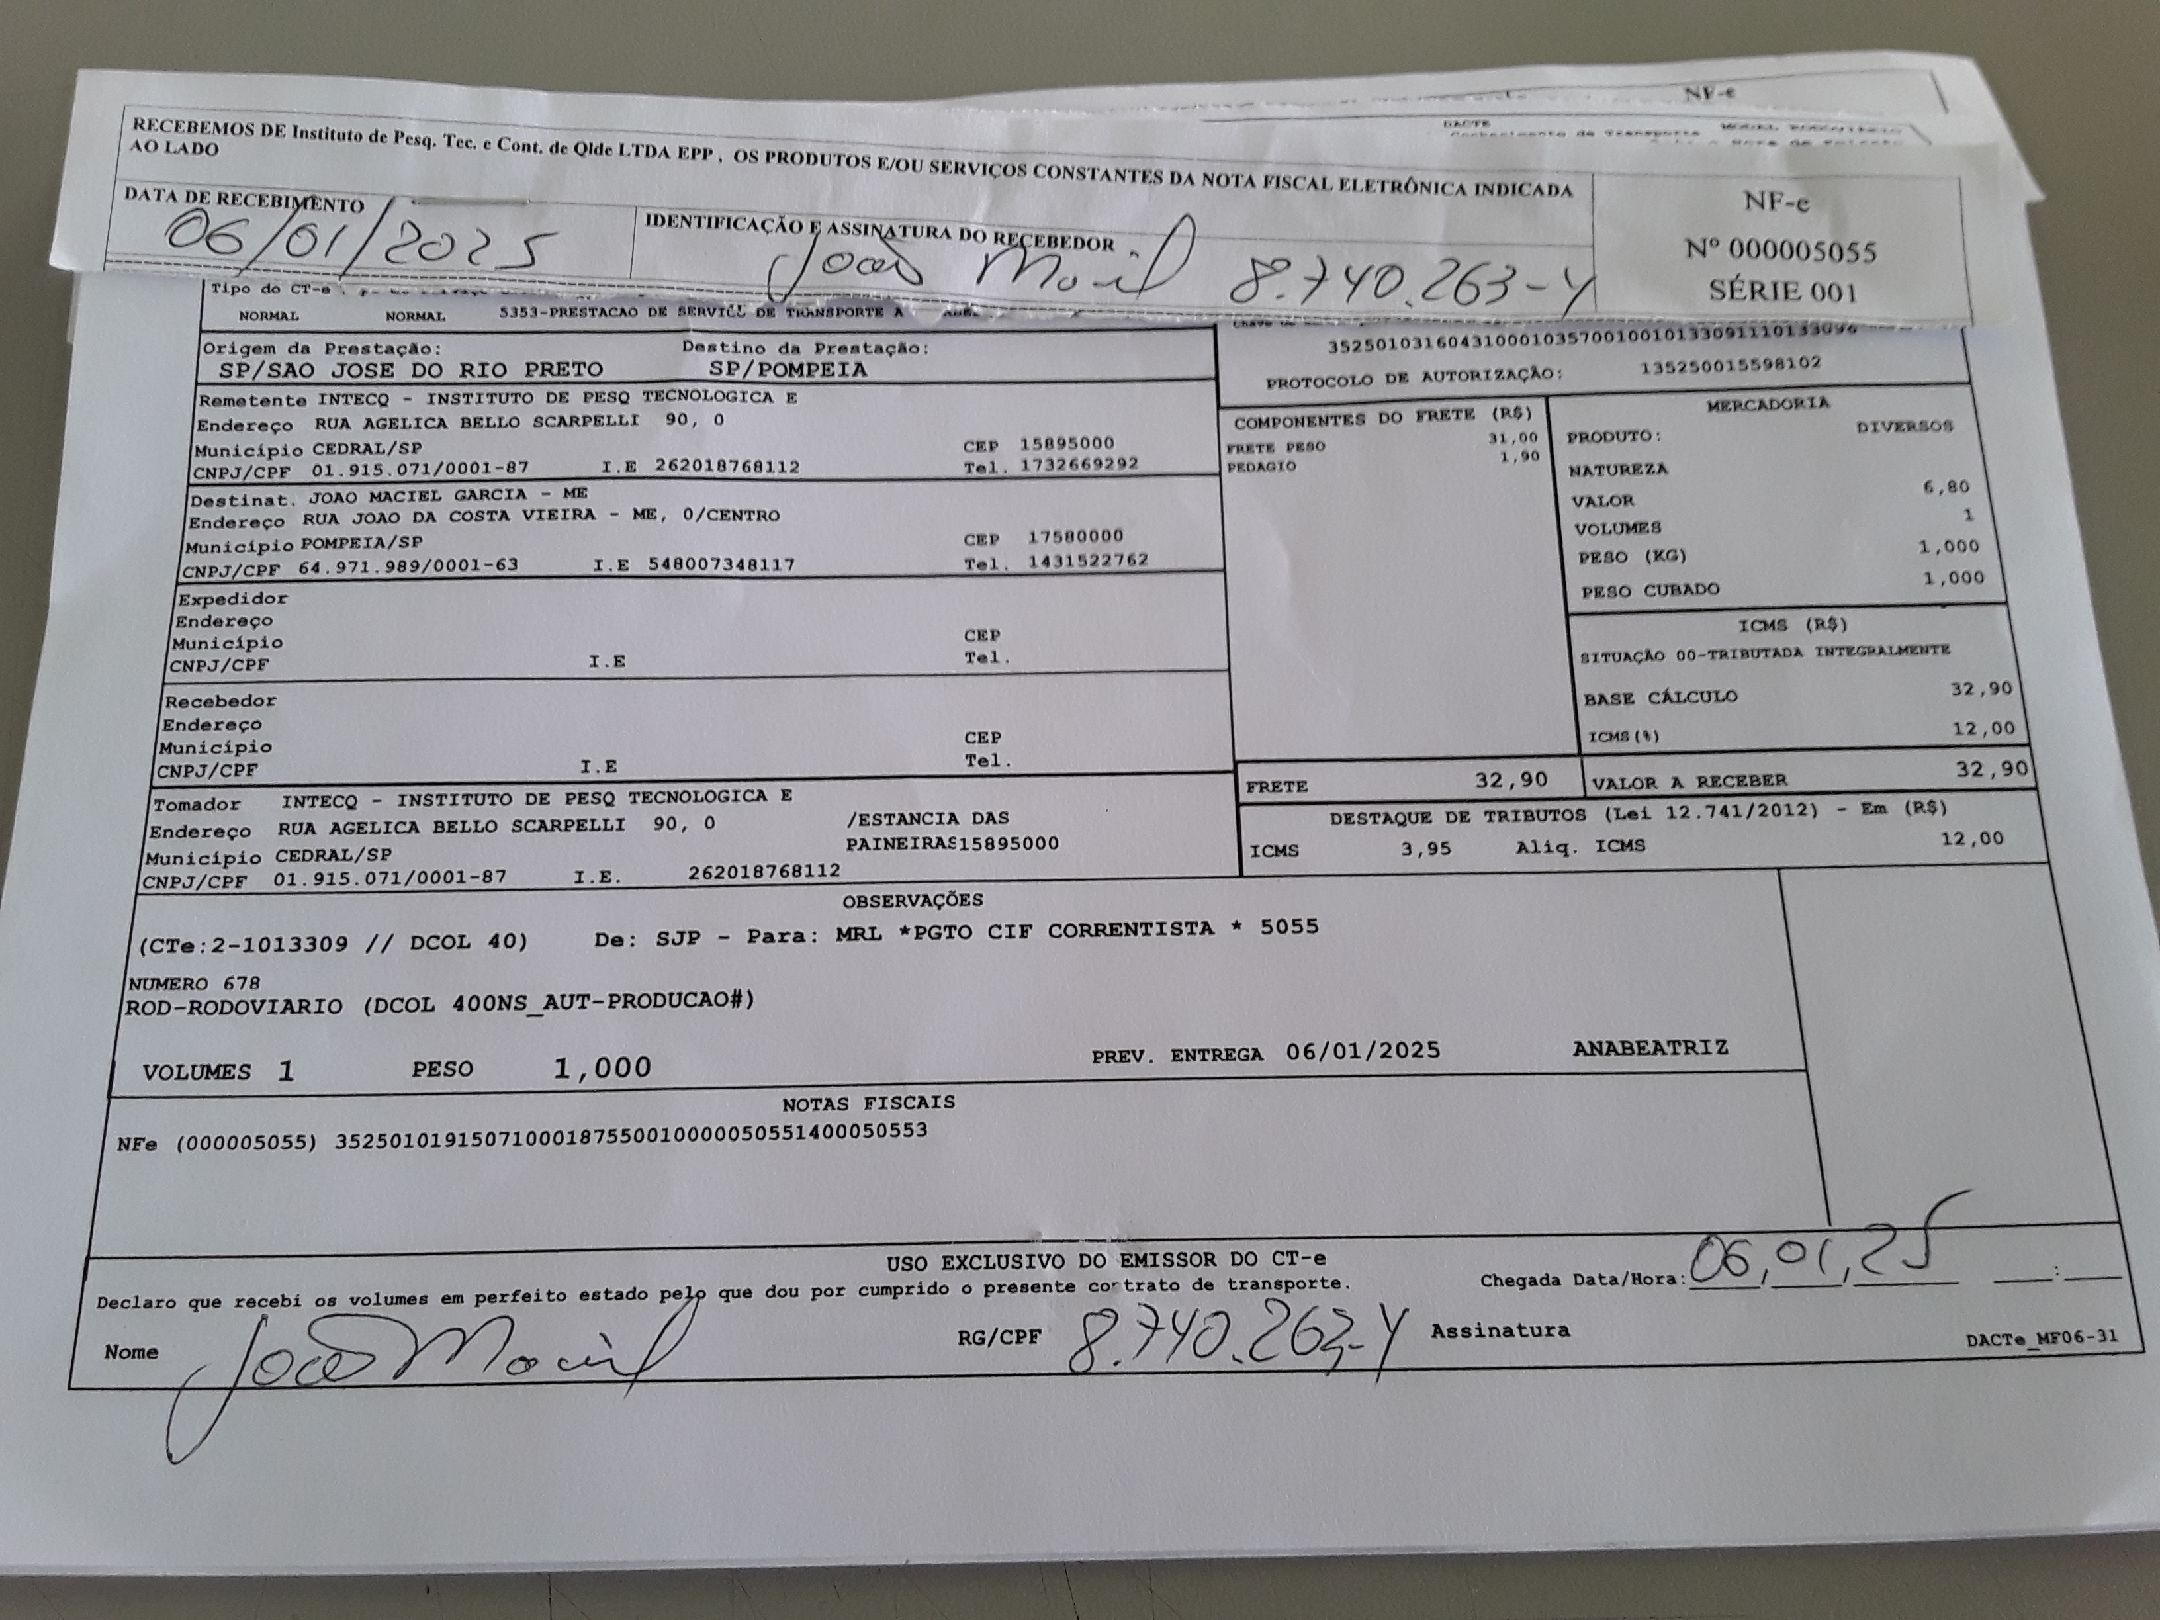 NF-e
DACTE
RECEBEMOS DE Instituto de Pesq. Tec. e Cont. de Qlde LTDA EPP , OS PRODUTOS E/OU SERVIÇOS CONSTANTES DA NOTA FISCAL ELETRÔNICA INDICADA
AO LADO
DATA DE RECEBIMENTO
06/01/2025
IDENTIFICAÇÃO E ASSINATURA DO RECEBEDOR
João Maciel 8.740.263-4
NF-e
Nº 000005055
SÉRIE 001
Tipo do CT-e
NORMAL NORMAL 5353-PRESTACAO DE SERVICO DE TRANSPORTE A
PROTOCOLO DE AUTORIZAÇÃO: 135250015598102
Origem da Prestação: Destino da Prestação:
SP/SAO JOSE DO RIO PRETO SP/POMPEIA
Remetente INTECQ - INSTITUTO DE PESQ TECNOLOGICA E
Endereço RUA AGELICA BELLO SCARPELLI 90, 0
Município CEDRAL/SP CEP 15895000
CNPJ/CPF 01.915.071/0001-87 I.E 262018768112 Tel. 1732669292
Destinat. JOAO MACIEL GARCIA - ME
Endereço RUA JOAO DA COSTA VIEIRA - ME, 0/CENTRO
Município POMPEIA/SP CEP 17580000
CNPJ/CPF 64.971.989/0001-63 I.E 548007348117 Tel. 1431522762
Expedidor
Endereço
Município CEP
CNPJ/CPF I.E Tel.
Recebedor
Endereço
Município CEP
CNPJ/CPF I.E Tel.
Tomador INTECQ - INSTITUTO DE PESQ TECNOLOGICA E
Endereço RUA AGELICA BELLO SCARPELLI 90, 0 /ESTANCIA DAS
Município CEDRAL/SP PAINEIRAS15895000
CNPJ/CPF 01.915.071/0001-87 I.E. 262018768112
COMPONENTES DO FRETE (R$)
FRETE PESO 31,00
PEDAGIO 1,90
FRETE 32,90
MERCADORIA
PRODUTO: DIVERSOS
NATUREZA
VALOR 6,80
VOLUMES 1
PESO (KG) 1,000
PESO CUBADO 1,000
ICMS (R$)
SITUAÇÃO 00-TRIBUTADA INTEGRALMENTE
BASE CÁLCULO 32,90
ICMS(%) 12,00
VALOR A RECEBER 32,90
DESTAQUE DE TRIBUTOS (Lei 12.741/2012) - Em (R$)
ICMS 3,95 Aliq. ICMS 12,00
OBSERVAÇÕES
(CTe:2-1013309 // DCOL 40) De: SJP - Para: MRL *PGTO CIF CORRENTISTA * 5055
NUMERO 678
ROD-RODOVIARIO (DCOL 400NS_AUT-PRODUCAO#)
VOLUMES 1 PESO 1,000 PREV. ENTREGA 06/01/2025 ANABEATRIZ
NOTAS FISCAIS
NFe (000005055) 35250101915071000187550010000050551400050553
USO EXCLUSIVO DO EMISSOR DO CT-e
Declaro que recebi os volumes em perfeito estado pelo que dou por cumprido o presente contrato de transporte. Chegada Data/Hora: 06,01,25 :
Nome João Maciel RG/CPF 8.740.263-4 Assinatura
DACTe_MF06-31